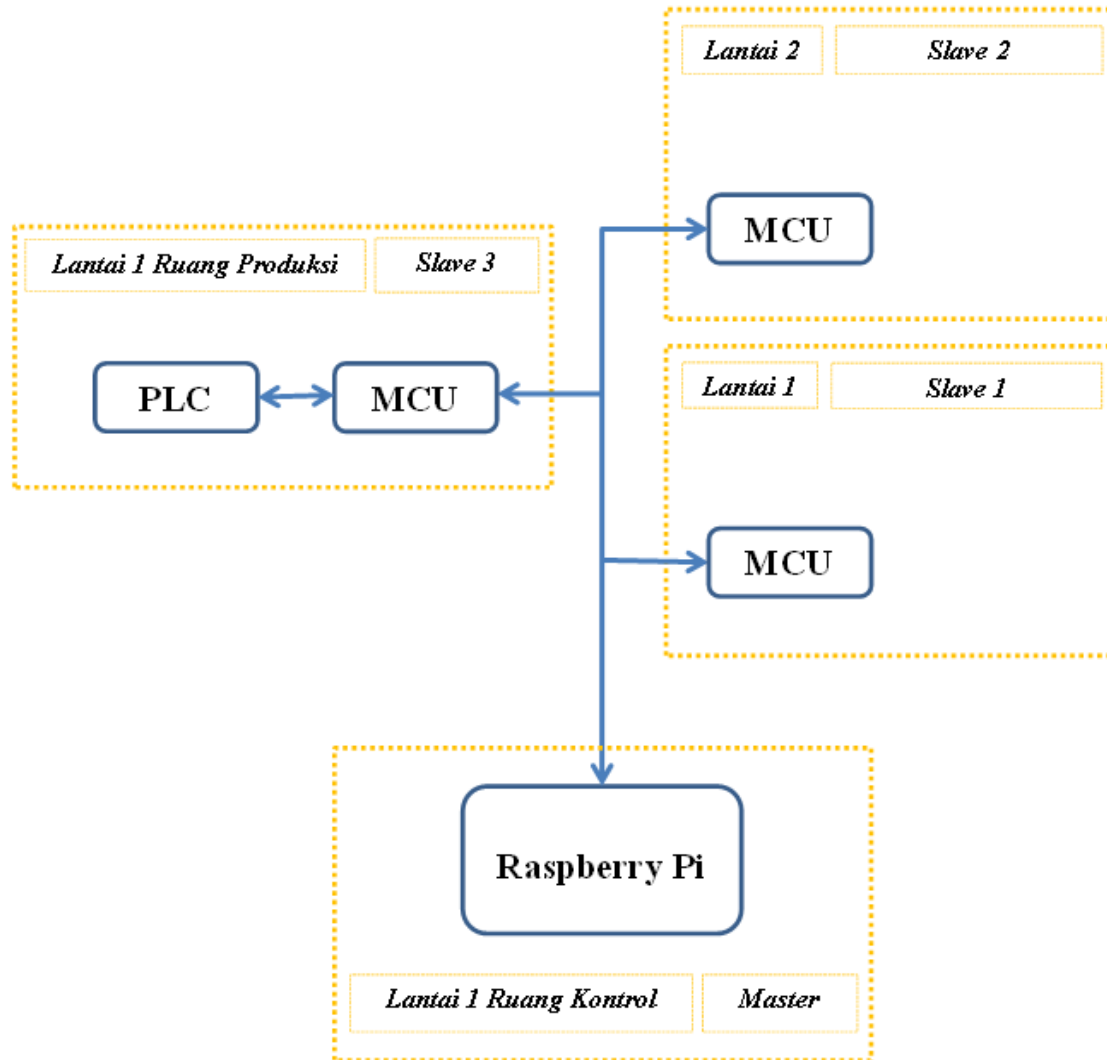 Lantai 2
Slave 2
MCU
Lantai 1 Ruang Produksi
Slave 3
PLC
MCU
Lantai 1
Slave 1
MCU
Raspberry Pi
Lantai 1 Ruang Kontrol
Master